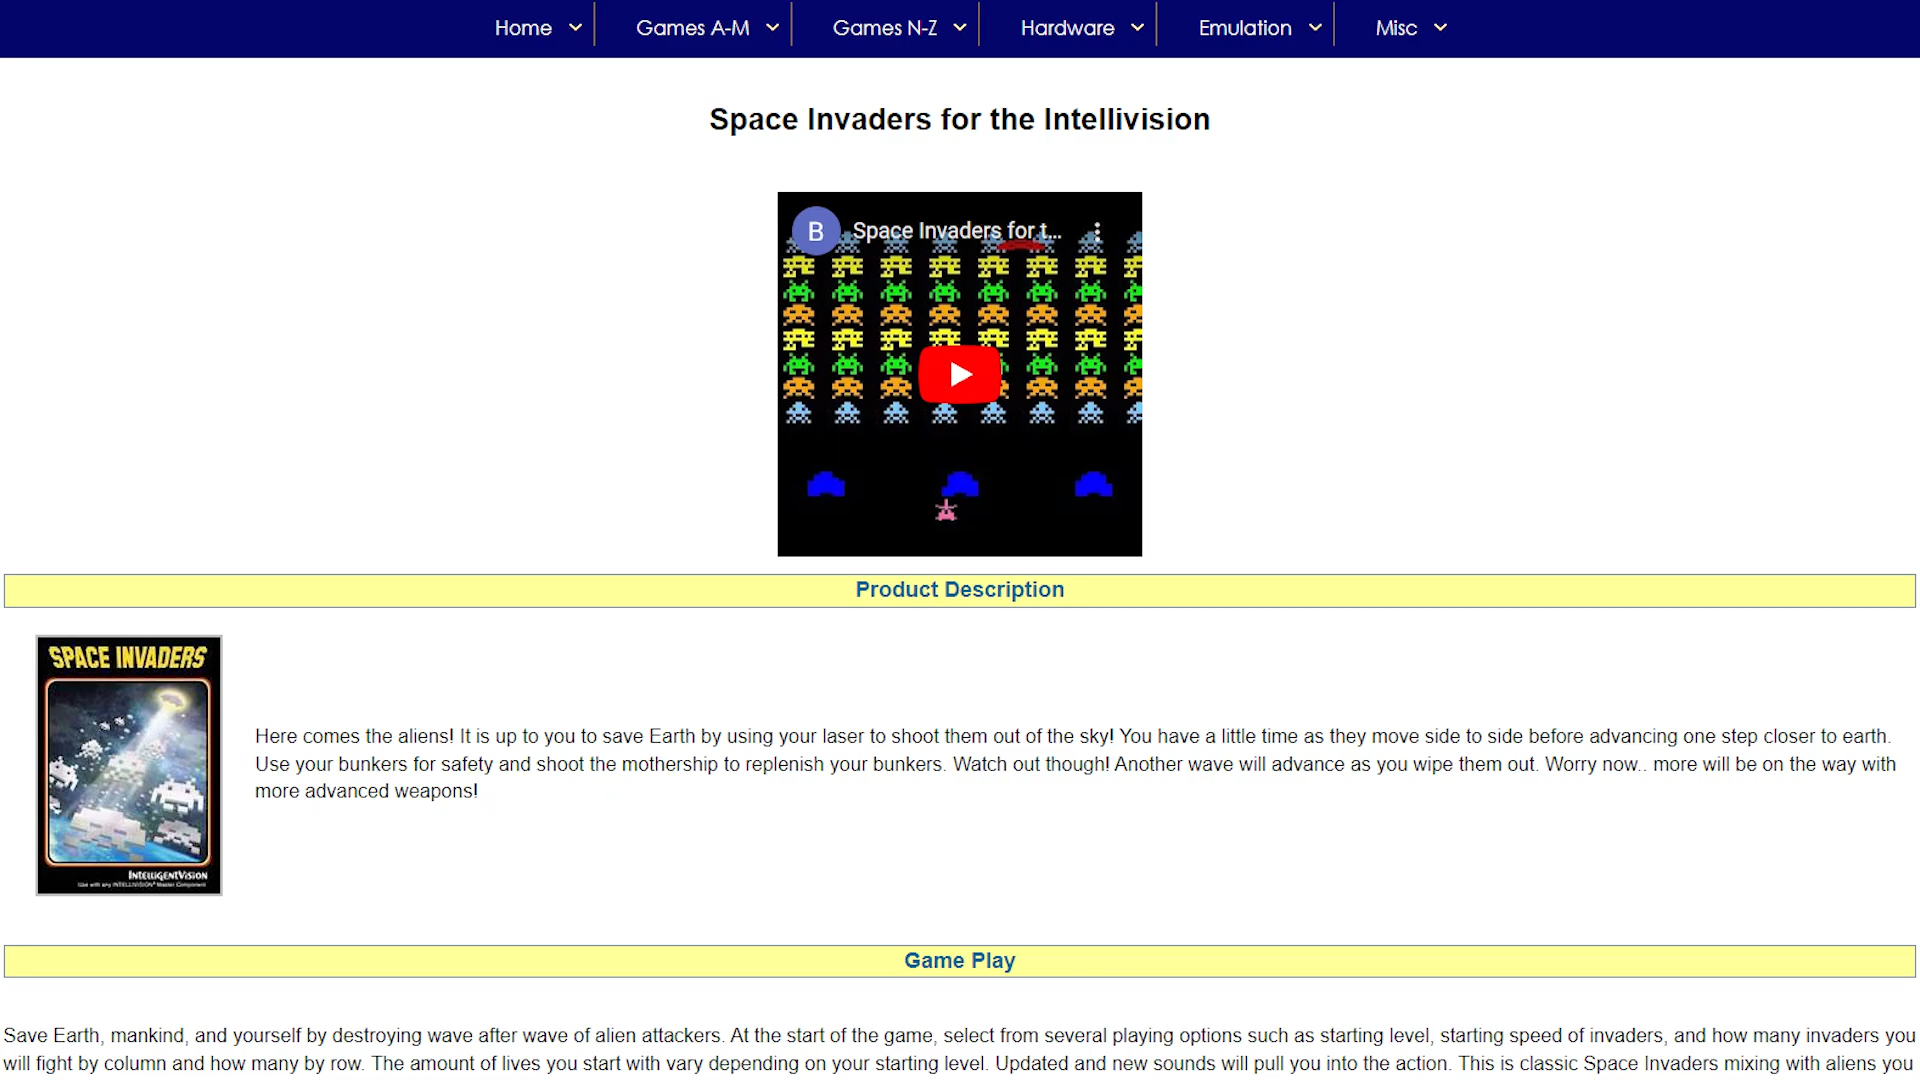 Home Games A-M Games N-Z Hardware Emulation Misc
Space Invaders for the Intellivision
B Space Invaders for t...
Product Description
SPACE INVADERS
INTELLIGENTVISION
Use with any INTELLIVISION® Master Component
Here comes the aliens! It is up to you to save Earth by using your laser to shoot them out of the sky! You have a little time as they move side to side before advancing one step closer to earth.
Use your bunkers for safety and shoot the mothership to replenish your bunkers. Watch out though! Another wave will advance as you wipe them out. Worry now.. more will be on the way with
more advanced weapons!
Game Play
Save Earth, mankind, and yourself by destroying wave after wave of alien attackers. At the start of the game, select from several playing options such as starting level, starting speed of invaders, and how many invaders you
will fight by column and how many by row. The amount of lives you start with vary depending on your starting level. Updated and new sounds will pull you into the action. This is classic Space Invaders mixing with aliens you